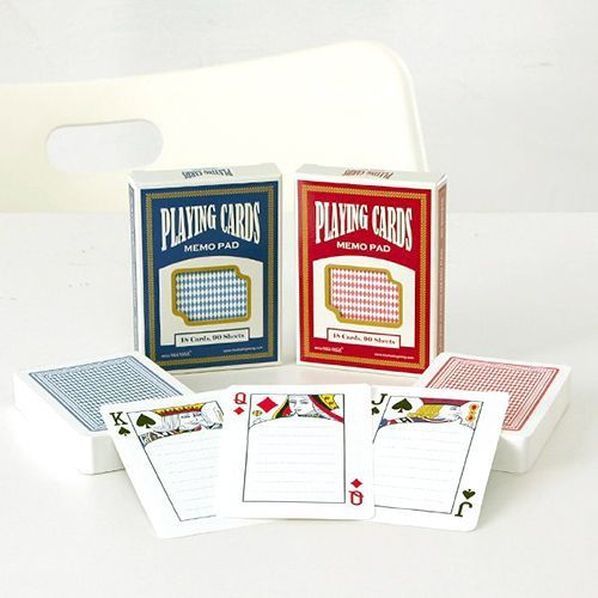 PLAYING CARDS
MEMO PAD
18 Cards, 90 Sheets
PLAYING CARDS
MEMO PAD
18 Cards, 90 Sheets
K
Q
Q
J
J